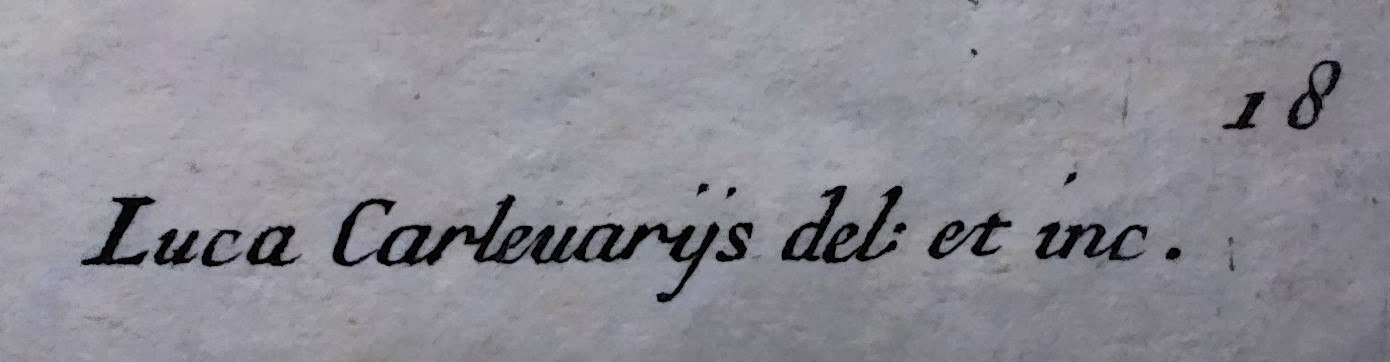 18
Luca Carleuarijs del: et inc.